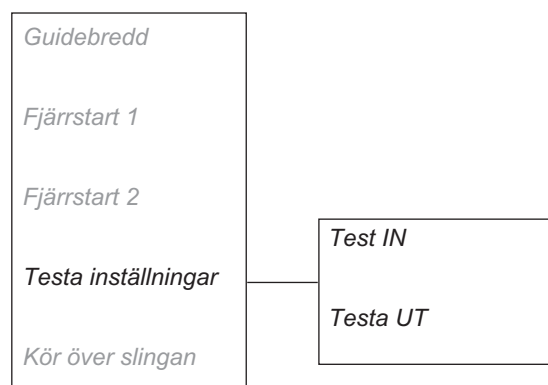 Guidebredd
Fjärrstart 1
Fjärrstart 2
Testa inställningar
Kör över slingan
Test IN
Testa UT